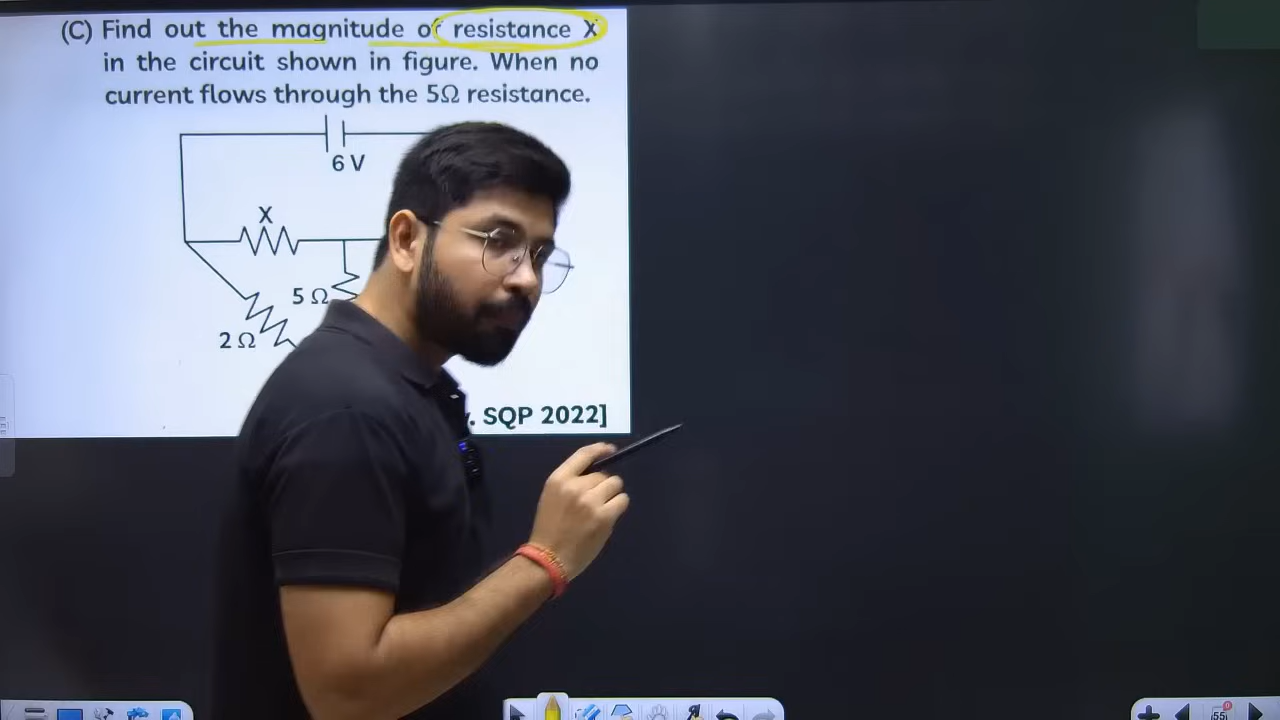 (C) Find out the magnitude of resistance X
in the circuit shown in figure. When no
current flows through the 5Ω resistance.
6 V
X
5 Ω
2 Ω
. SQP 2022]
55